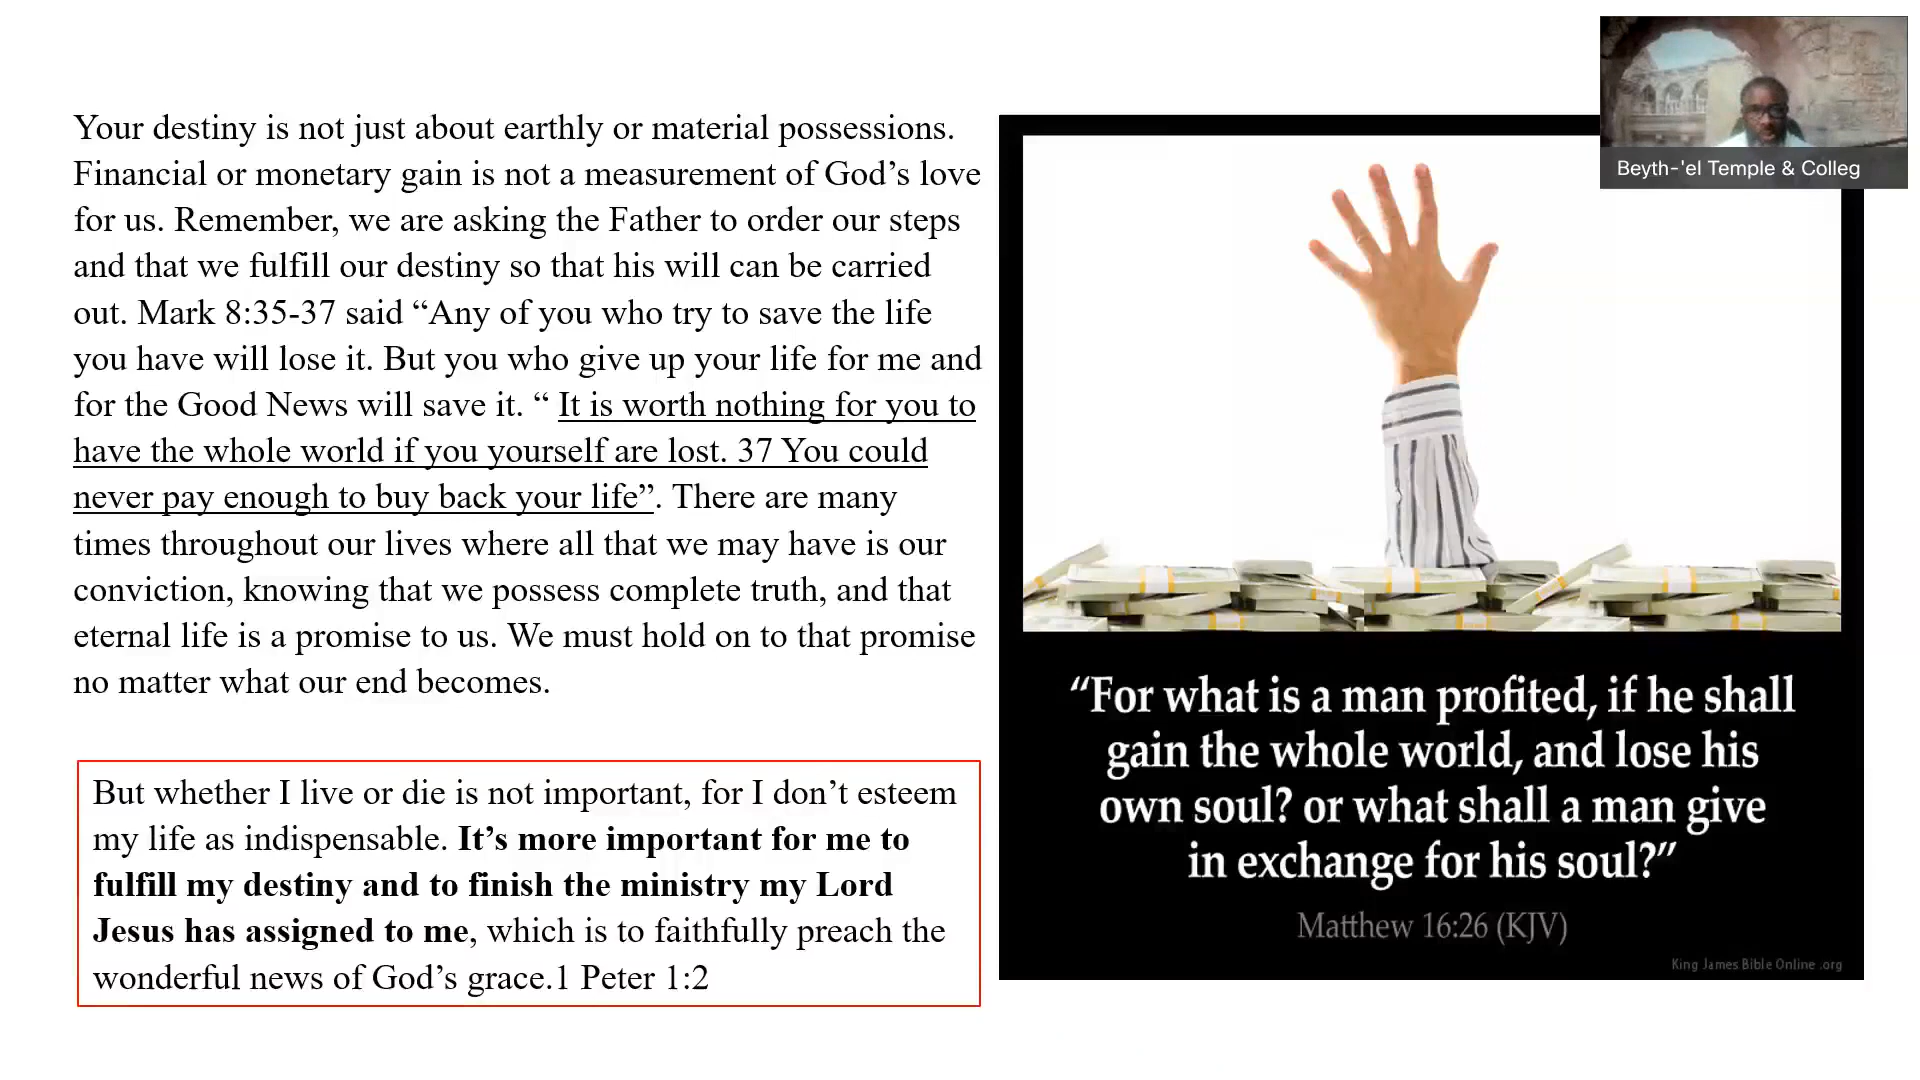 Your destiny is not just about earthly or material possessions.
Financial or monetary gain is not a measurement of God’s love
for us. Remember, we are asking the Father to order our steps
and that we fulfill our destiny so that his will can be carried
out. Mark 8:35-37 said “Any of you who try to save the life
you have will lose it. But you who give up your life for me and
for the Good News will save it. “ It is worth nothing for you to
have the whole world if you yourself are lost. 37 You could
never pay enough to buy back your life”. There are many
times throughout our lives where all that we may have is our
conviction, knowing that we possess complete truth, and that
eternal life is a promise to us. We must hold on to that promise
no matter what our end becomes.
But whether I live or die is not important, for I don’t esteem
my life as indispensable. It’s more important for me to
fulfill my destiny and to finish the ministry my Lord
Jesus has assigned to me, which is to faithfully preach the
wonderful news of God’s grace.1 Peter 1:2
Beyth-'el Temple & Colleg
“For what is a man profited, if he shall
gain the whole world, and lose his
own soul? or what shall a man give
in exchange for his soul?”
Matthew 16:26 (KJV)
King James Bible Online .org